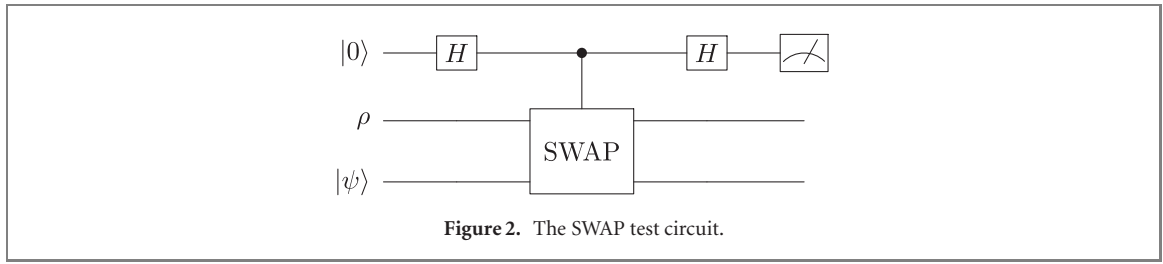 |0⟩ H H
ρ
SWAP
|ψ⟩
Figure 2. The SWAP test circuit.